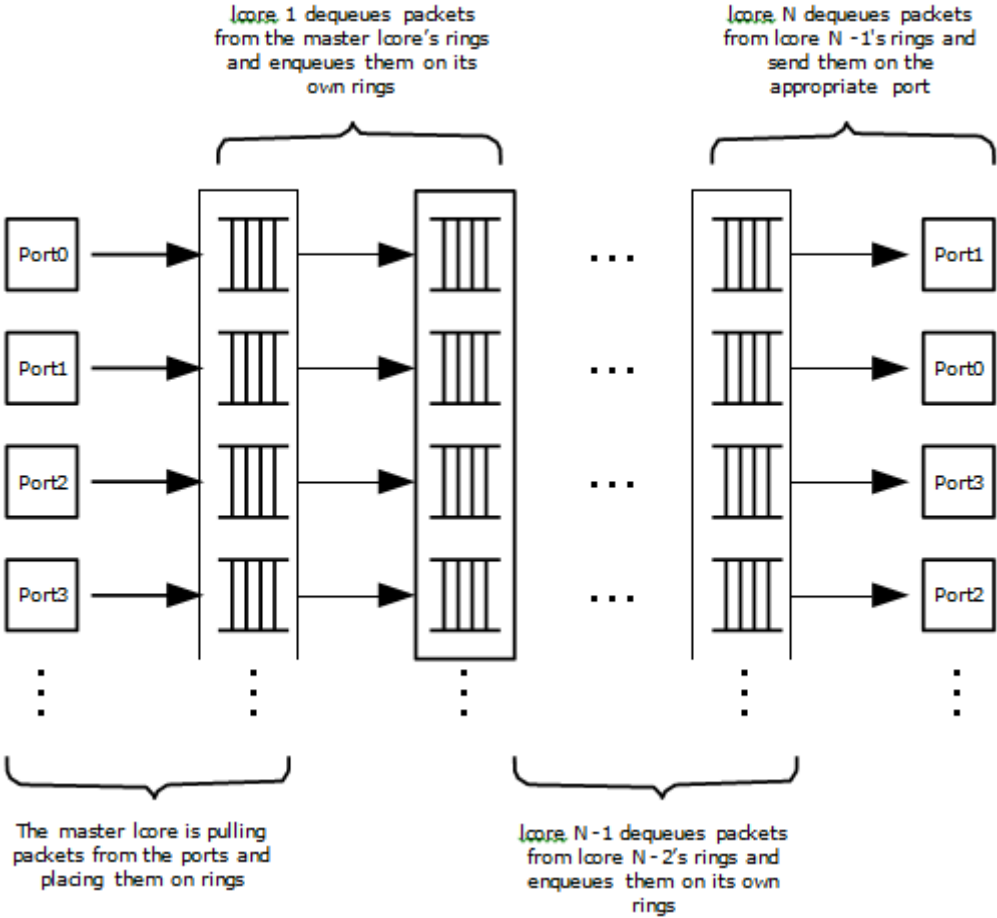 lcore 1 dequeues packets
from the master lcore's rings
and enqueues them on its
own rings
lcore N dequeues packets
from lcore N -1's rings and
send them on the
appropriate port
Port0
Port1
Port1
Port0
Port2
Port3
Port3
Port2
The master lcore is pulling
packets from the ports and
placing them on rings
lcore N -1 dequeues packets
from lcore N - 2's rings and
enqueues them on its own
rings